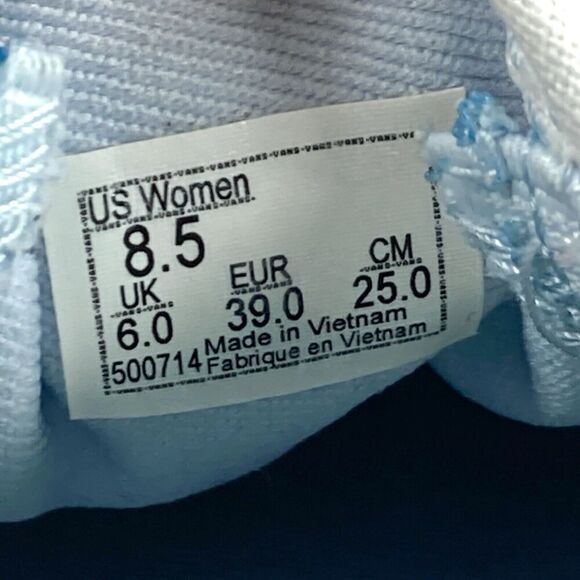 US Women
8.5
UK EUR CM
6.0 39.0 25.0
500714 Made in Vietnam
Fabrique en Vietnam